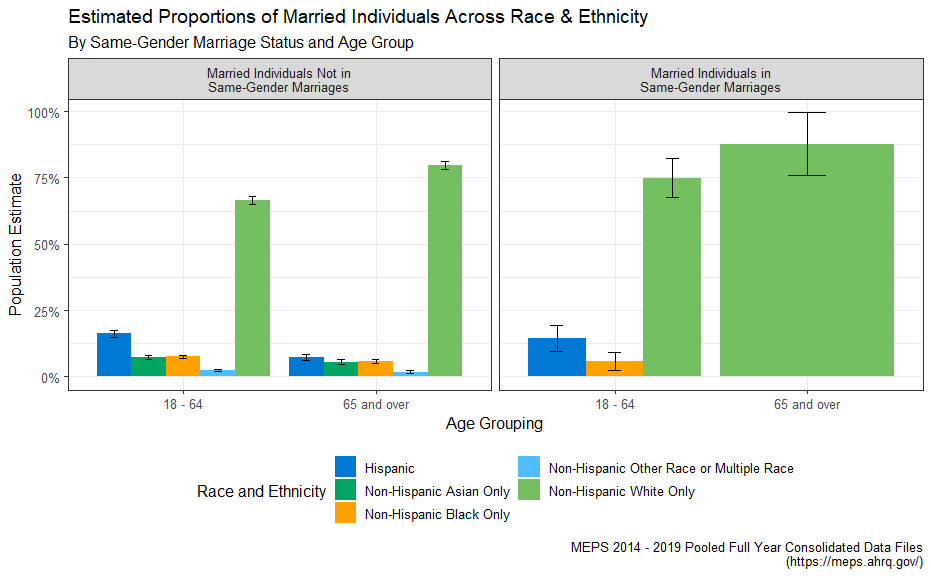 Estimated Proportions of Married Individuals Across Race & Ethnicity
By Same-Gender Marriage Status and Age Group
Married Individuals Not in
Same-Gender Marriages
Married Individuals in
Same-Gender Marriages
Population Estimate
100%
75%
50%
25%
0%
18 - 64
65 and over
18 - 64
65 and over
Age Grouping
Race and Ethnicity
Hispanic
Non-Hispanic Asian Only
Non-Hispanic Black Only
Non-Hispanic Other Race or Multiple Race
Non-Hispanic White Only
MEPS 2014 - 2019 Pooled Full Year Consolidated Data Files
(https://meps.ahrq.gov/)